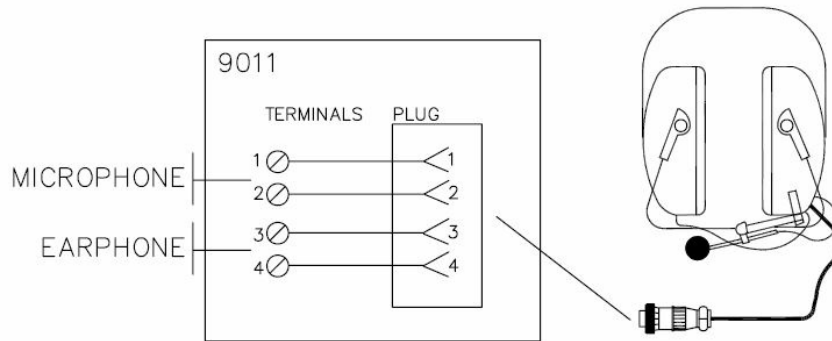 9011
TERMINALS PLUG
1 1
MICROPHONE
2 2
3 3
EARPHONE
4 4